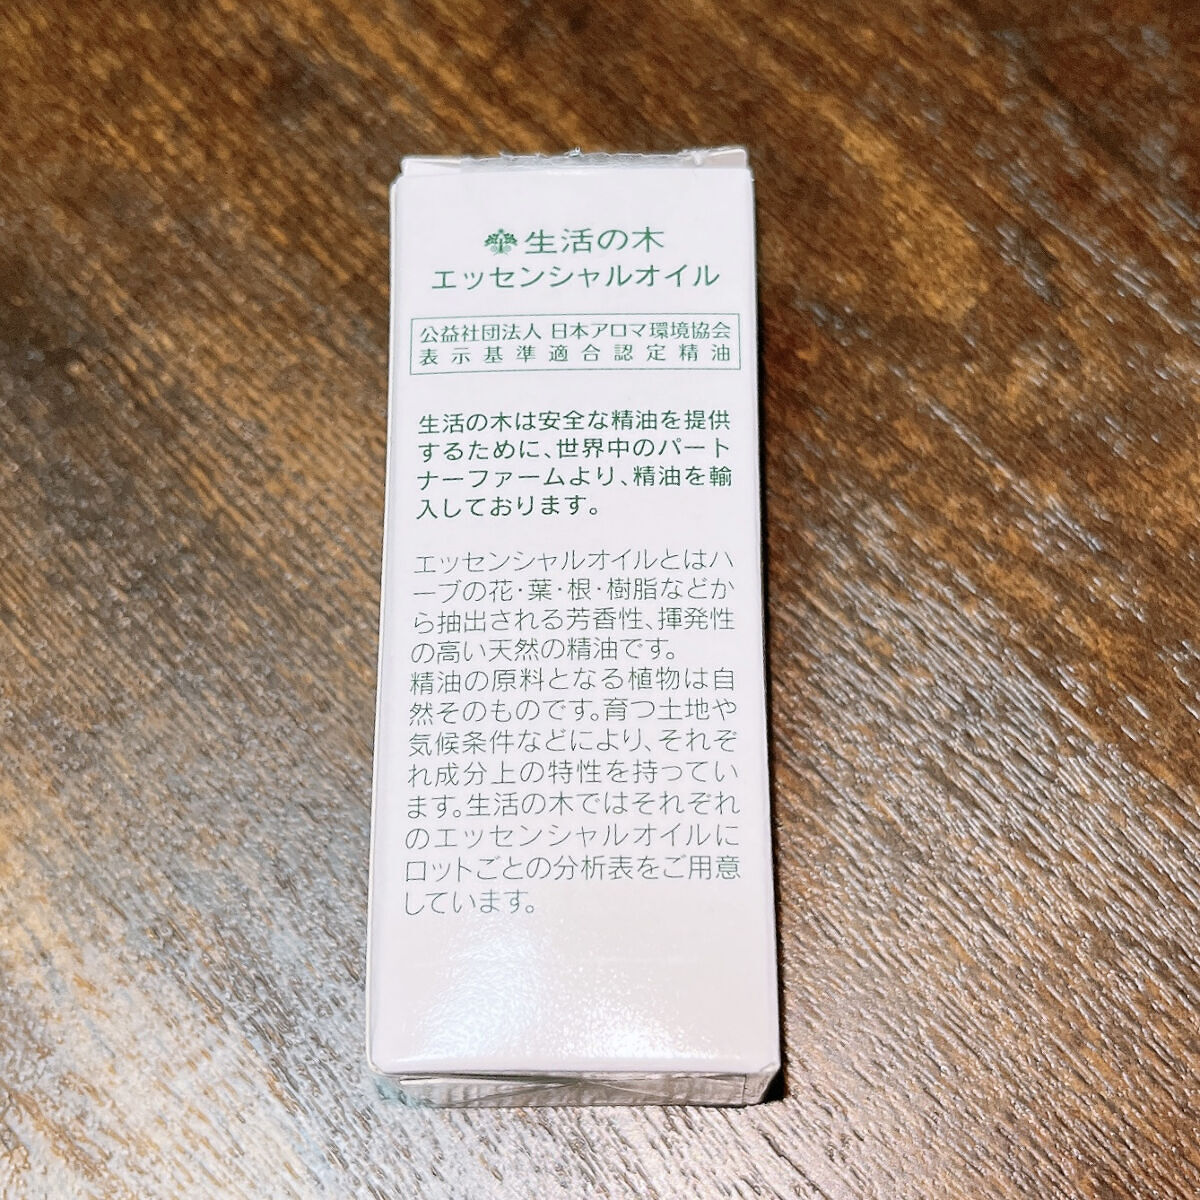 生活の木
エッセンシャルオイル
公益社団法人 日本アロマ環境協会
表示基準適合認定精油
生活の木は安全な精油を提供
するために、世界中のパート
ナーファームより、精油を輸
入しております。
エッセンシャルオイルとはハ
ーブの花・葉・根・樹脂などか
ら抽出される芳香性、揮発性
の高い天然の精油です。
精油の原料となる植物は自
然そのものです。育つ土地や
気候条件などにより、それぞ
れ成分上の特性を持ってい
ます。生活の木ではそれぞれ
のエッセンシャルオイルに
ロットごとの分析表をご用意
しています。